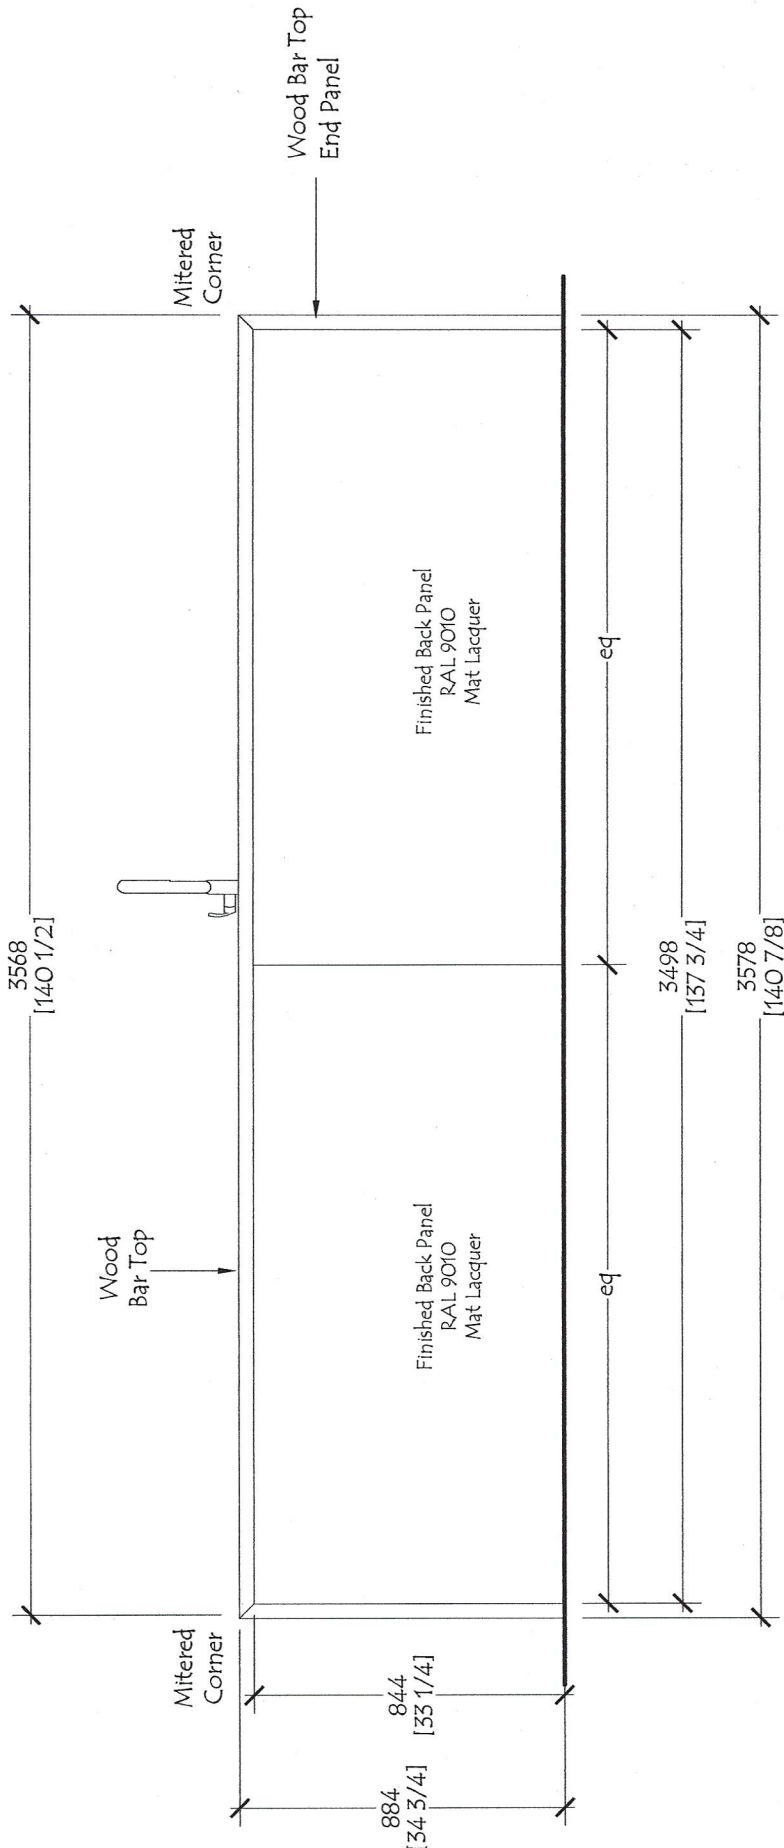 3568
[140 1/2]
Mitered
Corner
Wood
Bar Top
Mitered
Corner
Wood Bar Top
End Panel
884
[34 3/4]
844
[33 1/4]
Finished Back Panel
RAL 9010
Mat Lacquer
Finished Back Panel
RAL 9010
Mat Lacquer
eq
eq
3498
[137 3/4]
3578
[140 7/8]